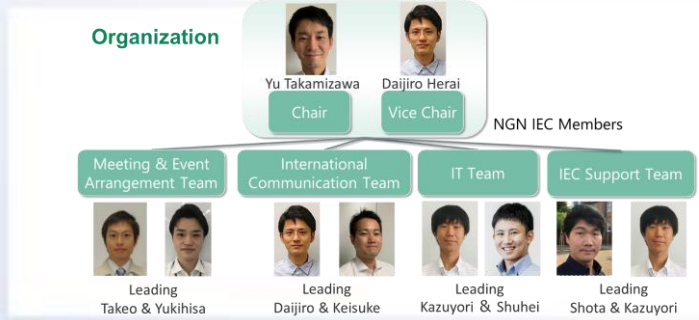 Organization
Yu Takamizawa
Daijiro Herai
Chair
Vice Chair
NGN IEC Members
Meeting & Event
Arrangement Team
International
Communication Team
IT Team
IEC Support Team
Leading
Takeo & Yukihisa
Leading
Daijiro & Keisuke
Leading
Kazuyori & Shuhei
Leading
Shota & Kazuyori